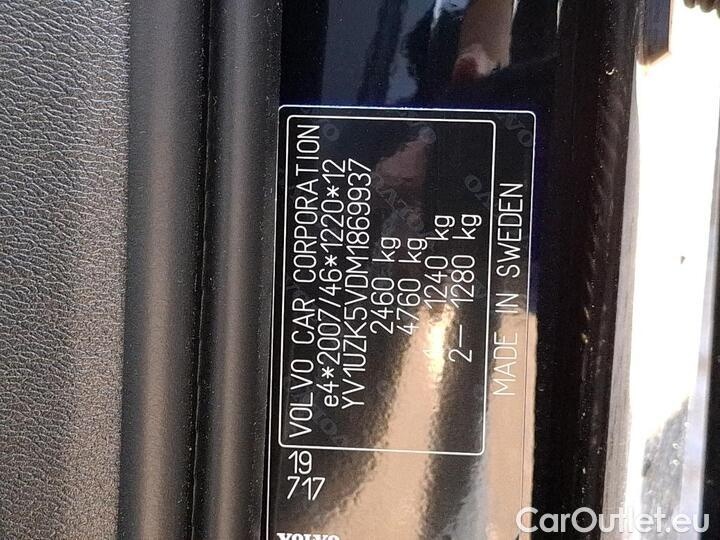 VOLVO CAR CORPORATION
e4*2007/46*1220*12
YV1UZK5VDM1869937
2460 kg
4760 kg
1– 1240 kg
2– 1280 kg
MADE IN SWEDEN
19
717
VOLVO
CarOutlet.eu